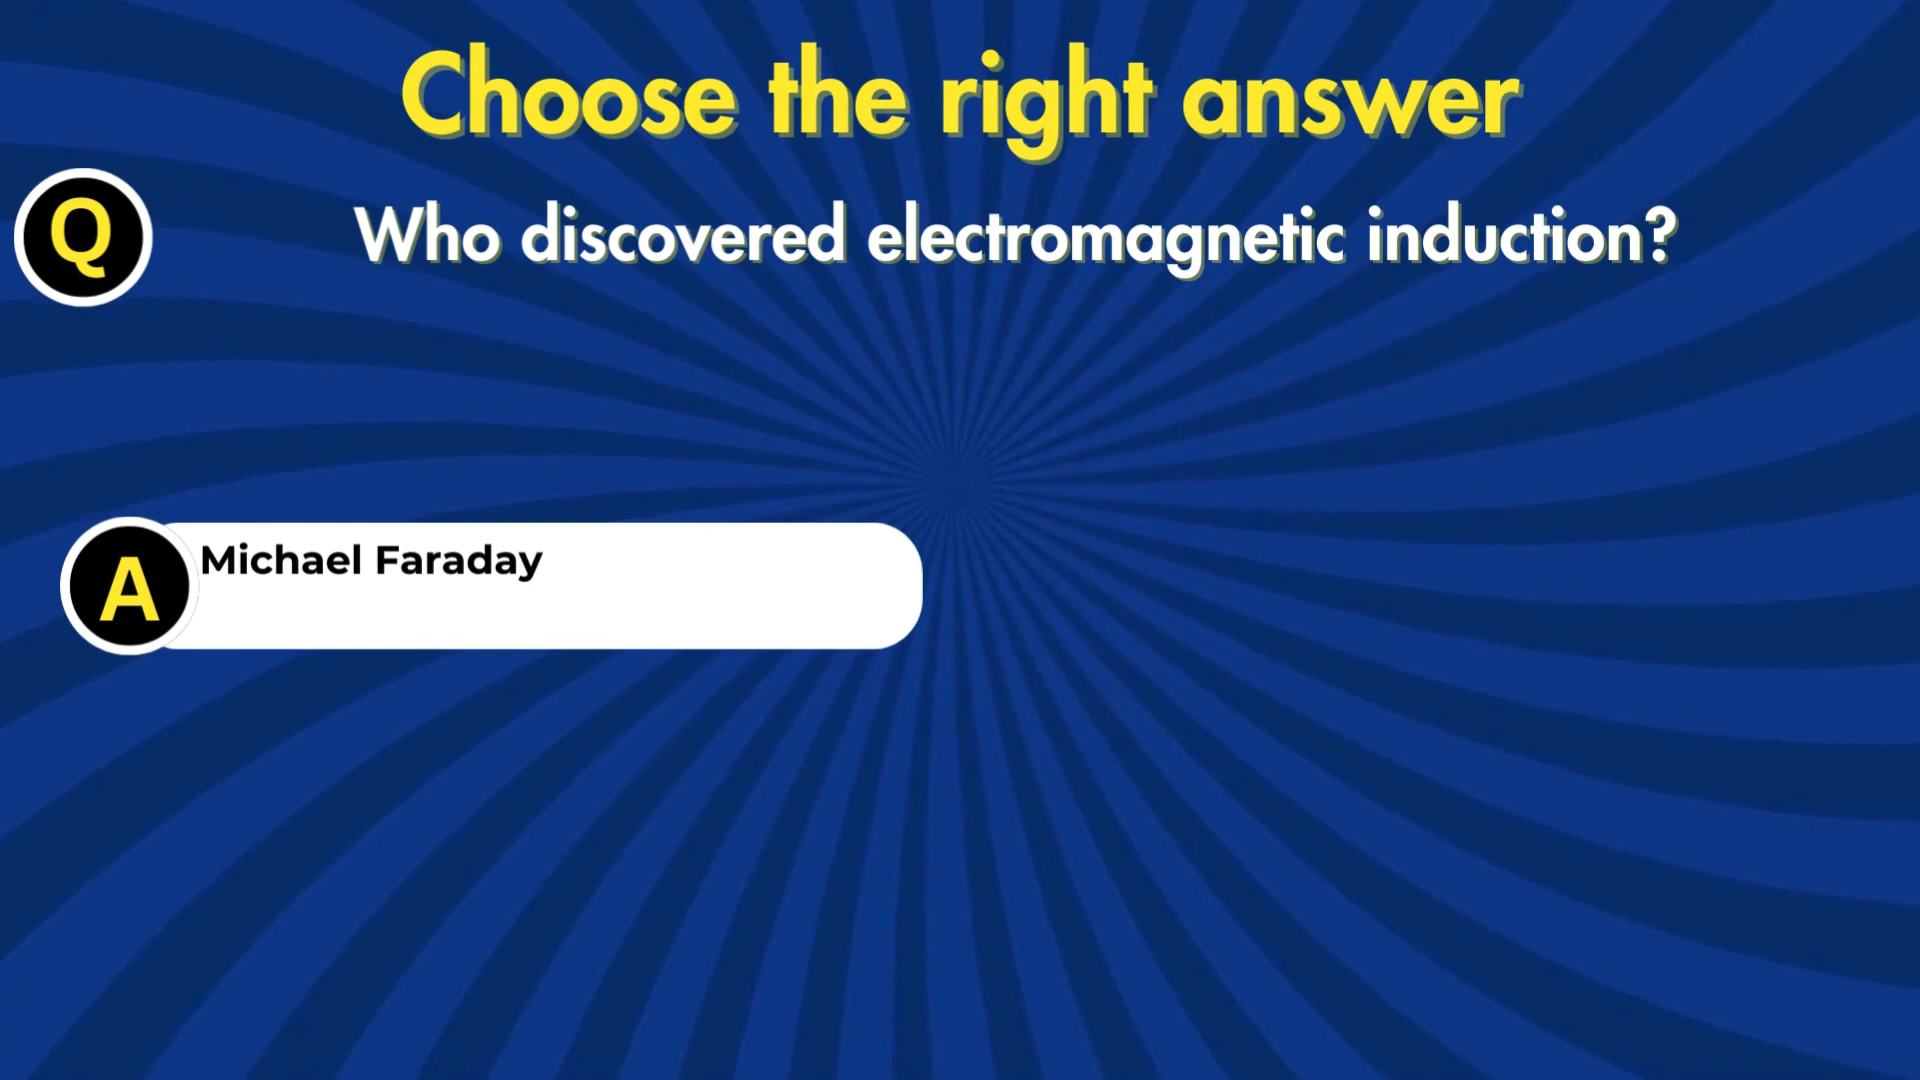 Choose the right answer
Q
Who discovered electromagnetic induction?
A
Michael Faraday